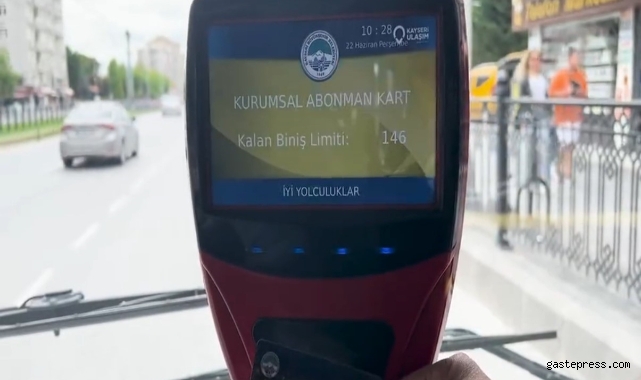 10 : 28
KAYSERİ
ULAŞIM
22 Haziran Perşembe
KURUMSAL ABONMAN KART
Kalan Biniş Limiti: 146
İYİ YOLCULUKLAR
gastepress.com